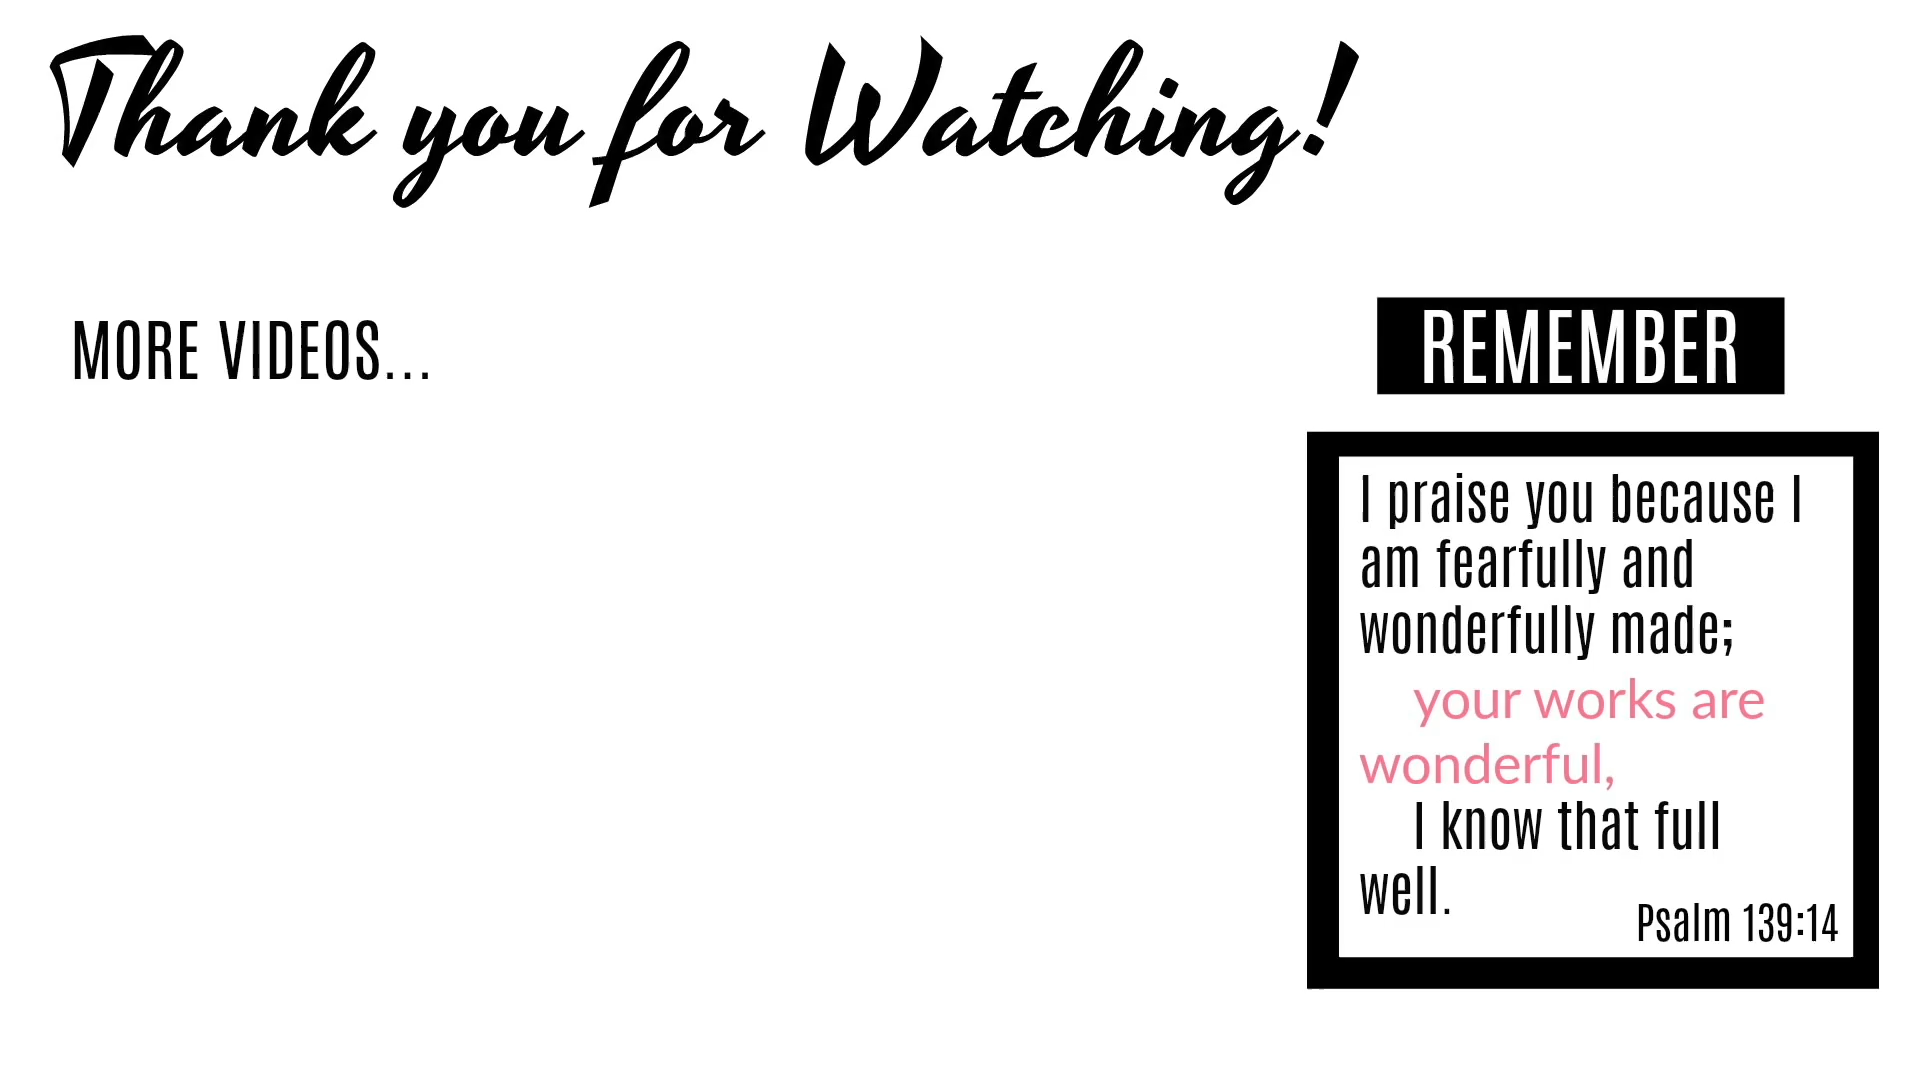 Thank you for Watching!
MORE VIDEOS...
REMEMBER
I praise you because I
am fearfully and
wonderfully made;
your works are
wonderful,
I know that full
well.
Psalm 139:14